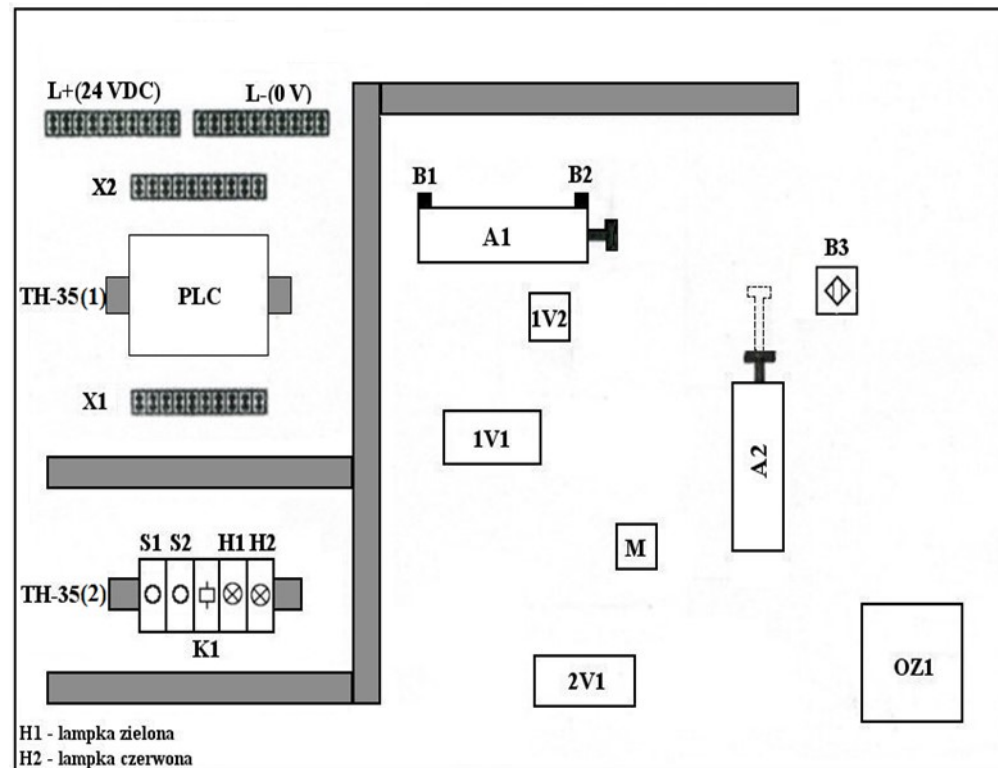 L+(24 VDC)
L-(0 V)
X2
B1
B2
A1
B3
TH-35(1)
PLC
1V2
X1
1V1
A2
S1 S2 H1 H2
M
TH-35(2)
K1
2V1
OZ1
H1 - lampka zielona
H2 - lampka czerwona